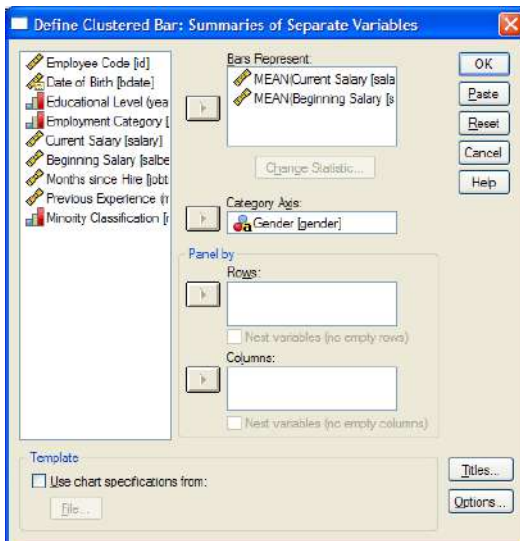 Define Clustered Bar: Summaries of Separate Variables
Employee Code [id]
Date of Birth [bdate]
Educational Level (yea
Employment Category [
Current Salary [salary]
Beginning Salary [salbe
Months since Hire [jobt
Previous Experience (m
Minority Classification [m
Bars Represent:
MEAN(Current Salary [sala
MEAN(Beginning Salary [s
Change Statistic...
Category Axis:
Gender [gender]
Panel by
Rows:
Nest variables (no empty rows)
Columns:
Nest variables (no empty columns)
OK
Paste
Reset
Cancel
Help
Template
Use chart specifications from:
File...
Titles...
Options...